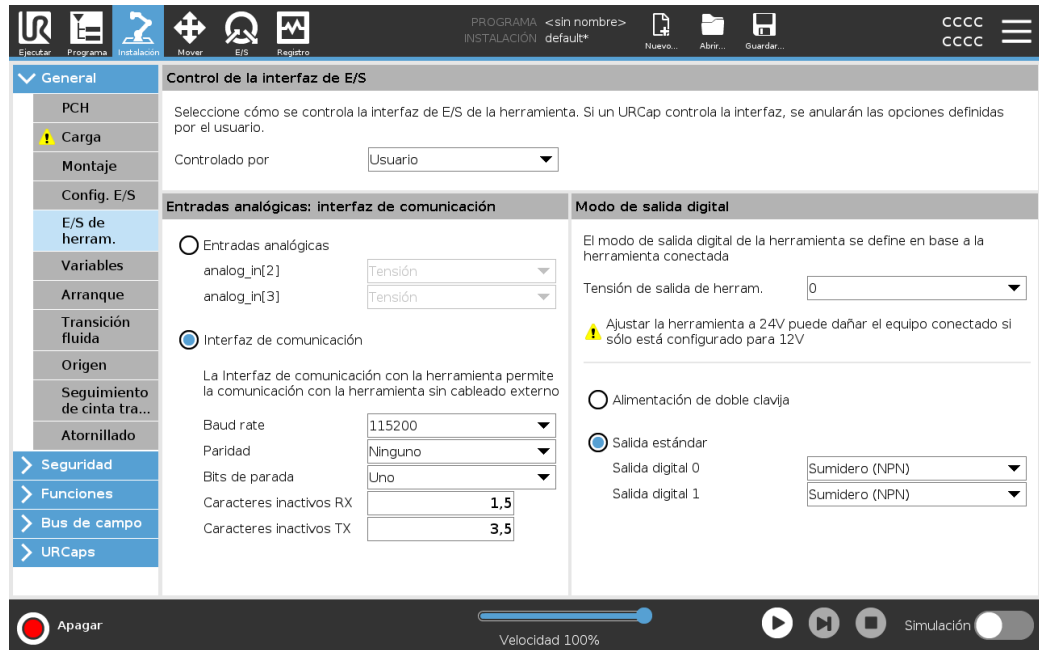 UR
PROGRAMA <sin nombre>
INSTALACIÓN default*
cccc
cccc
Ejecutar
Programa
Instalación
Mover
E/S
Registro
Nuevo...
Abrir...
Guardar...
General
PCH
Carga
Montaje
Config. E/S
E/S de
herram.
Variables
Arranque
Transición
fluida
Origen
Seguimiento
de cinta tra...
Atornillado
Seguridad
Funciones
Bus de campo
URCaps
Control de la interfaz de E/S
Seleccione cómo se controla la interfaz de E/S de la herramienta. Si un URCap controla la interfaz, se anularán las opciones definidas
por el usuario.
Controlado por Usuario
Entradas analógicas: interfaz de comunicación
Entradas analógicas
analog_in[2] Tensión
analog_in[3] Tensión
Interfaz de comunicación
La Interfaz de comunicación con la herramienta permite
la comunicación con la herramienta sin cableado externo
Baud rate 115200
Paridad Ninguno
Bits de parada Uno
Caracteres inactivos RX 1,5
Caracteres inactivos TX 3,5
Modo de salida digital
El modo de salida digital de la herramienta se define en base a la
herramienta conectada
Tensión de salida de herram. 0
Ajustar la herramienta a 24V puede dañar el equipo conectado si
sólo está configurado para 12V
Alimentación de doble clavija
Salida estándar
Salida digital 0 Sumidero (NPN)
Salida digital 1 Sumidero (NPN)
Apagar
Velocidad 100%
Simulación